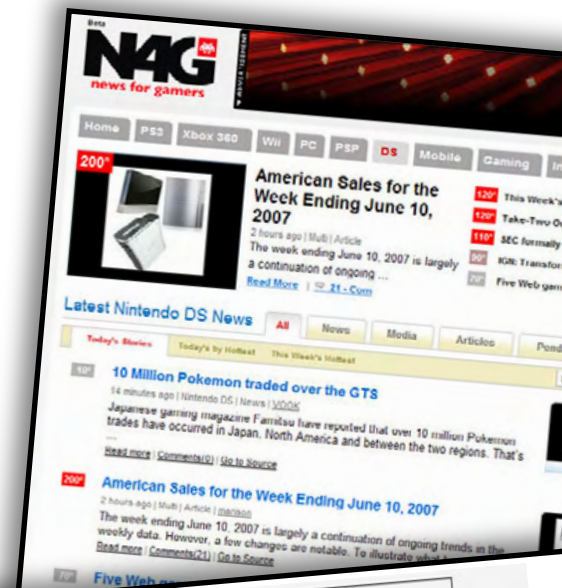 Beta
N4G
news for gamers
Home PS3 Xbox 360 Wii PC PSP DS Mobile Gaming
200°
American Sales for the
Week Ending June 10,
2007
2 hours ago | Multi | Article
The week ending June 10, 2007 is largely
a continuation of ongoing ...
Read More | 21 - Com
120° This Week's
120° Take-Two
110° SEC formally
90° IGN: Transfor
70° Five Web gam
Latest Nintendo DS News All News Media Articles Pend
Today's Stories Today's by Hottest This Week's Hottest
10°
10 Million Pokemon traded over the GTS
14 minutes ago | Nintendo DS | News | VOOK
Japanese gaming magazine Famitsu have reported that over 10 million Pokemon
trades have occurred in Japan, North America and between the two regions. That's
...
Read more | Comments(0) | Go to Source
200°
American Sales for the Week Ending June 10, 2007
2 hours ago | Multi | Article |
The week ending June 10, 2007 is largely a continuation of ongoing trends in the
weekly data. However, a few changes are notable. To illustrate what
Read more | Comments(21) | Go to Source
70°
Five Web